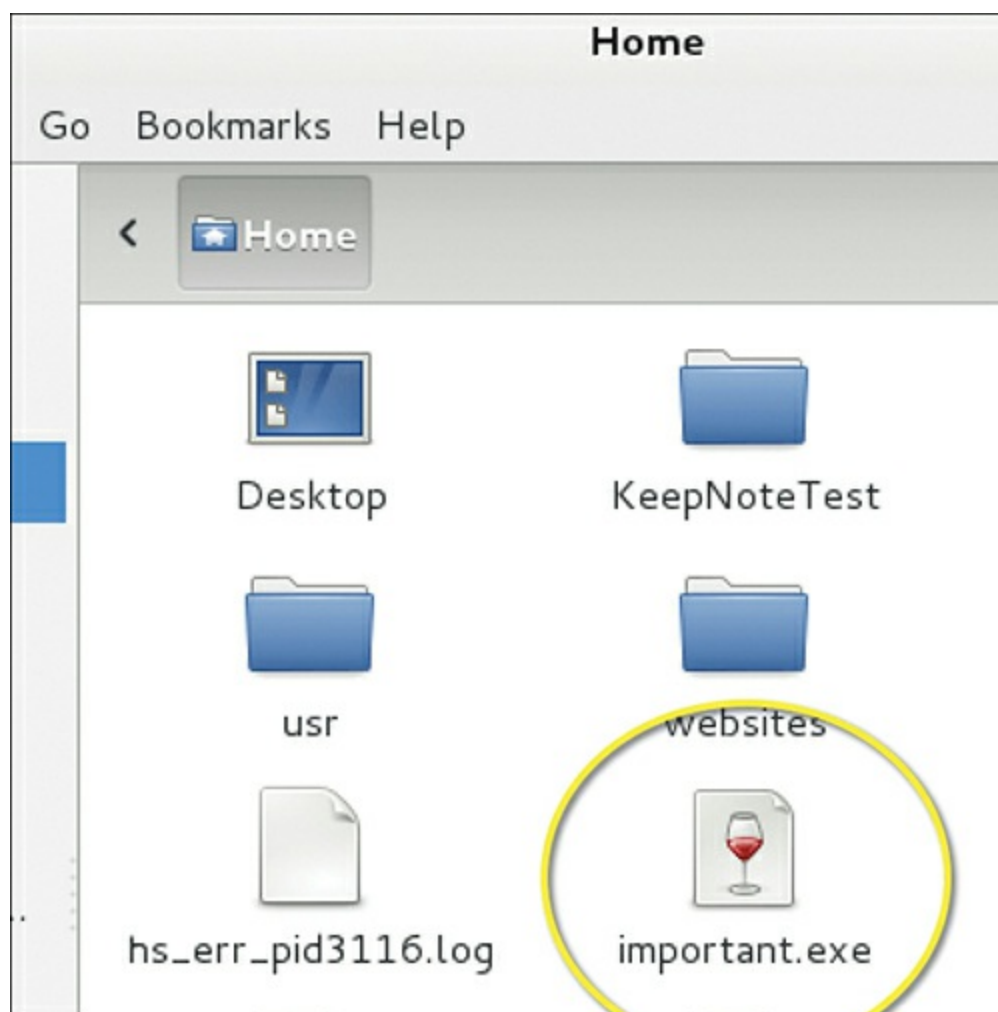 Home
Go Bookmarks Help
Home
Desktop KeepNoteTest
usr websites
hs_err_pid3116.log important.exe